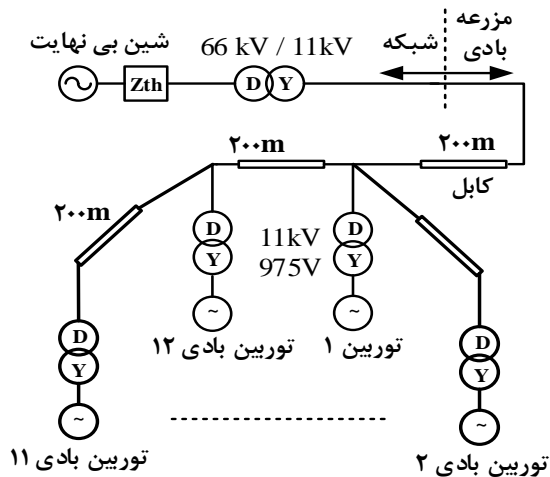 شین بی نهایت
66 kV / 11kV
شبکه
مزرعه
بادی
Zth
D Y
۲۰۰m
۲۰۰m
کابل
۲۰۰m
D
Y
~
توربین بادی ۱۲
11kV
975V
D
Y
~
توربین ۱
D
Y
~
توربین بادی ۱۱
D
Y
~
توربین بادی ۲